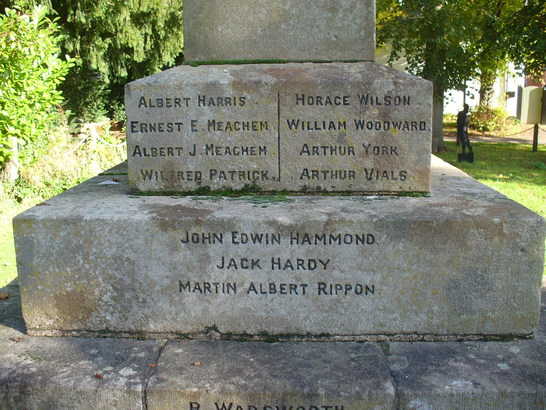 Albert Harris
Ernest E Meachem
Albert J Meachem
Wilfred Patrick
Horace Wilson
William Woodward
Arthur York
Arthur Vials
John Edwin Hammond
Jack Hardy
Martin Albert Rippon
R Wadsworth